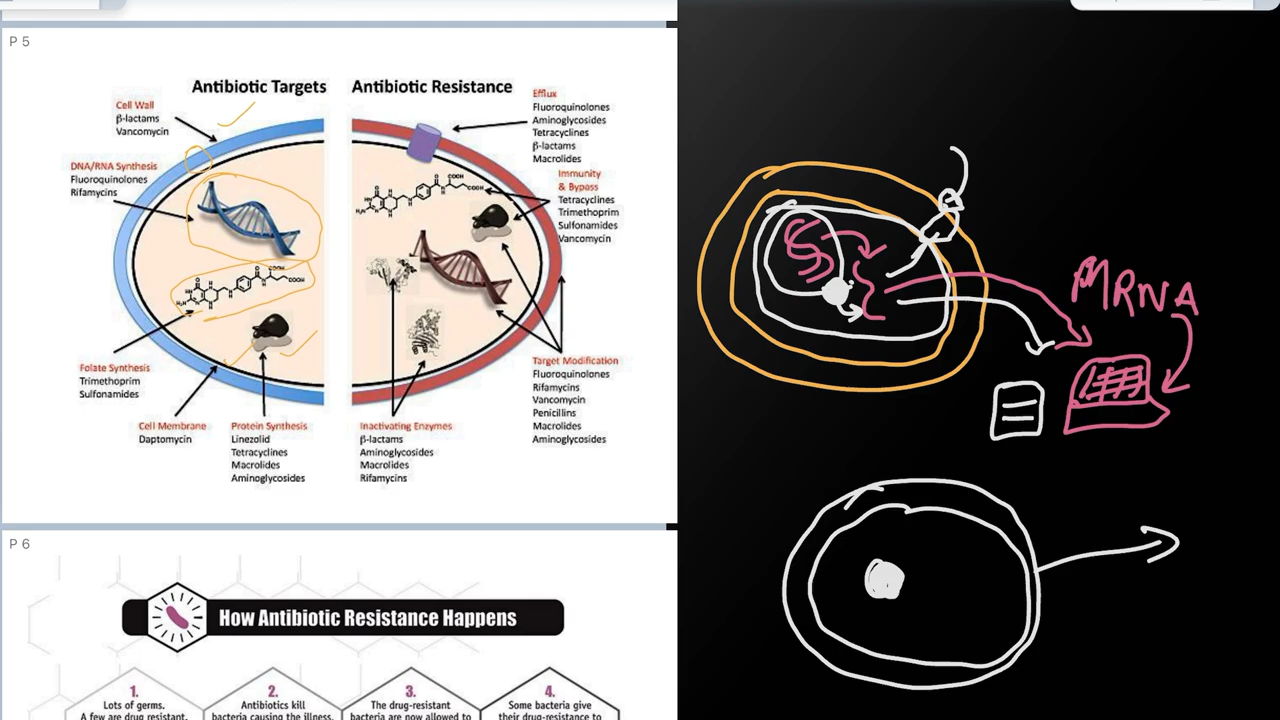 P 5
Antibiotic Targets
Antibiotic Resistance
Cell Wall
β-lactams
Vancomycin
DNA/RNA Synthesis
Fluoroquinolones
Rifamycins
Folate Synthesis
Trimethoprim
Sulfonamides
Cell Membrane
Daptomycin
Protein Synthesis
Linezolid
Tetracyclines
Macrolides
Aminoglycosides
Efflux
Fluoroquinolones
Aminoglycosides
Tetracyclines
β-lactams
Macrolides
Immunity
& Bypass
Tetracyclines
Trimethoprim
Sulfonamides
Vancomycin
Target Modification
Fluoroquinolones
Rifamycins
Vancomycin
Penicillins
Macrolides
Aminoglycosides
Inactivating Enzymes
β-lactams
Aminoglycosides
Macrolides
Rifamycins
COOH
COOH
mRNA
P 6
How Antibiotic Resistance Happens
1.
Lots of germs.
A few are drug resistant.
2.
Antibiotics kill
bacteria causing the illness,
3.
The drug-resistant
bacteria are now allowed to
4.
Some bacteria give
their drug-resistance to